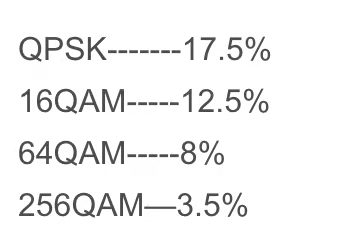 QPSK-------17.5%
16QAM-----12.5%
64QAM-----8%
256QAM—3.5%